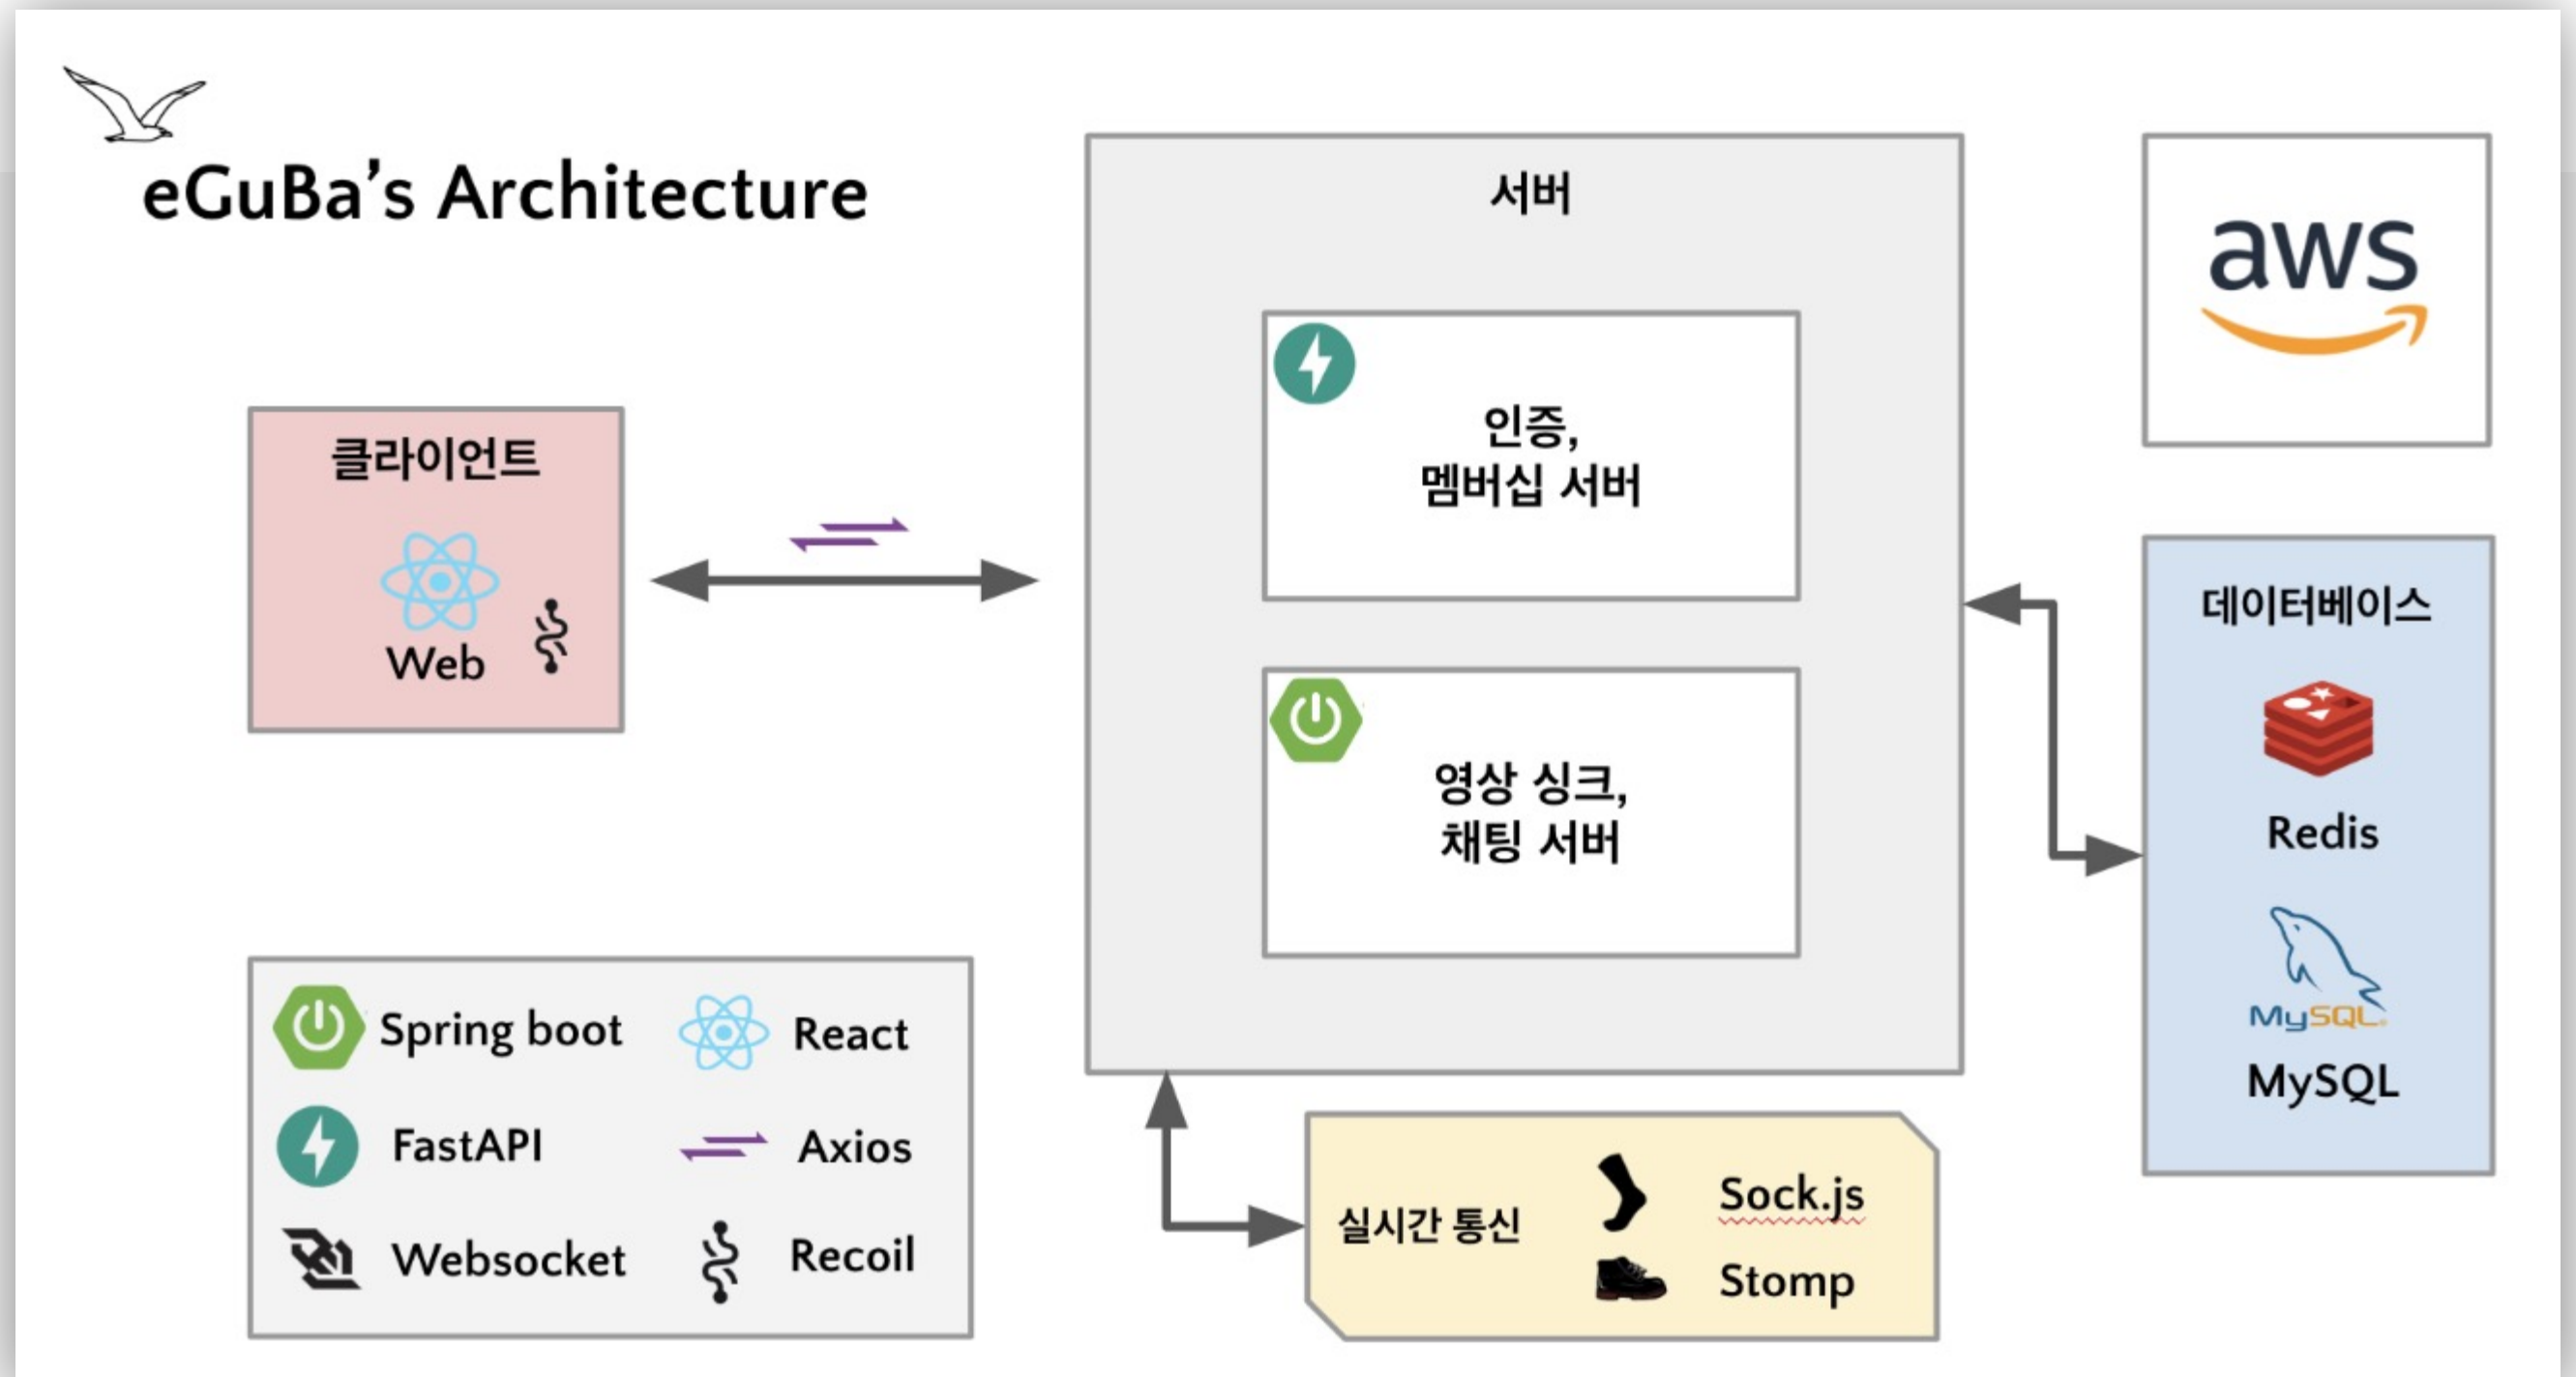 eGuBa's Architecture
클라이언트
Web
서버
인증,
멤버십 서버
영상 싱크,
채팅 서버
aws
데이터베이스
Redis
MySQL®
MySQL
Spring boot
React
FastAPI
Axios
Websocket
Recoil
실시간 통신
Sock.js
Stomp